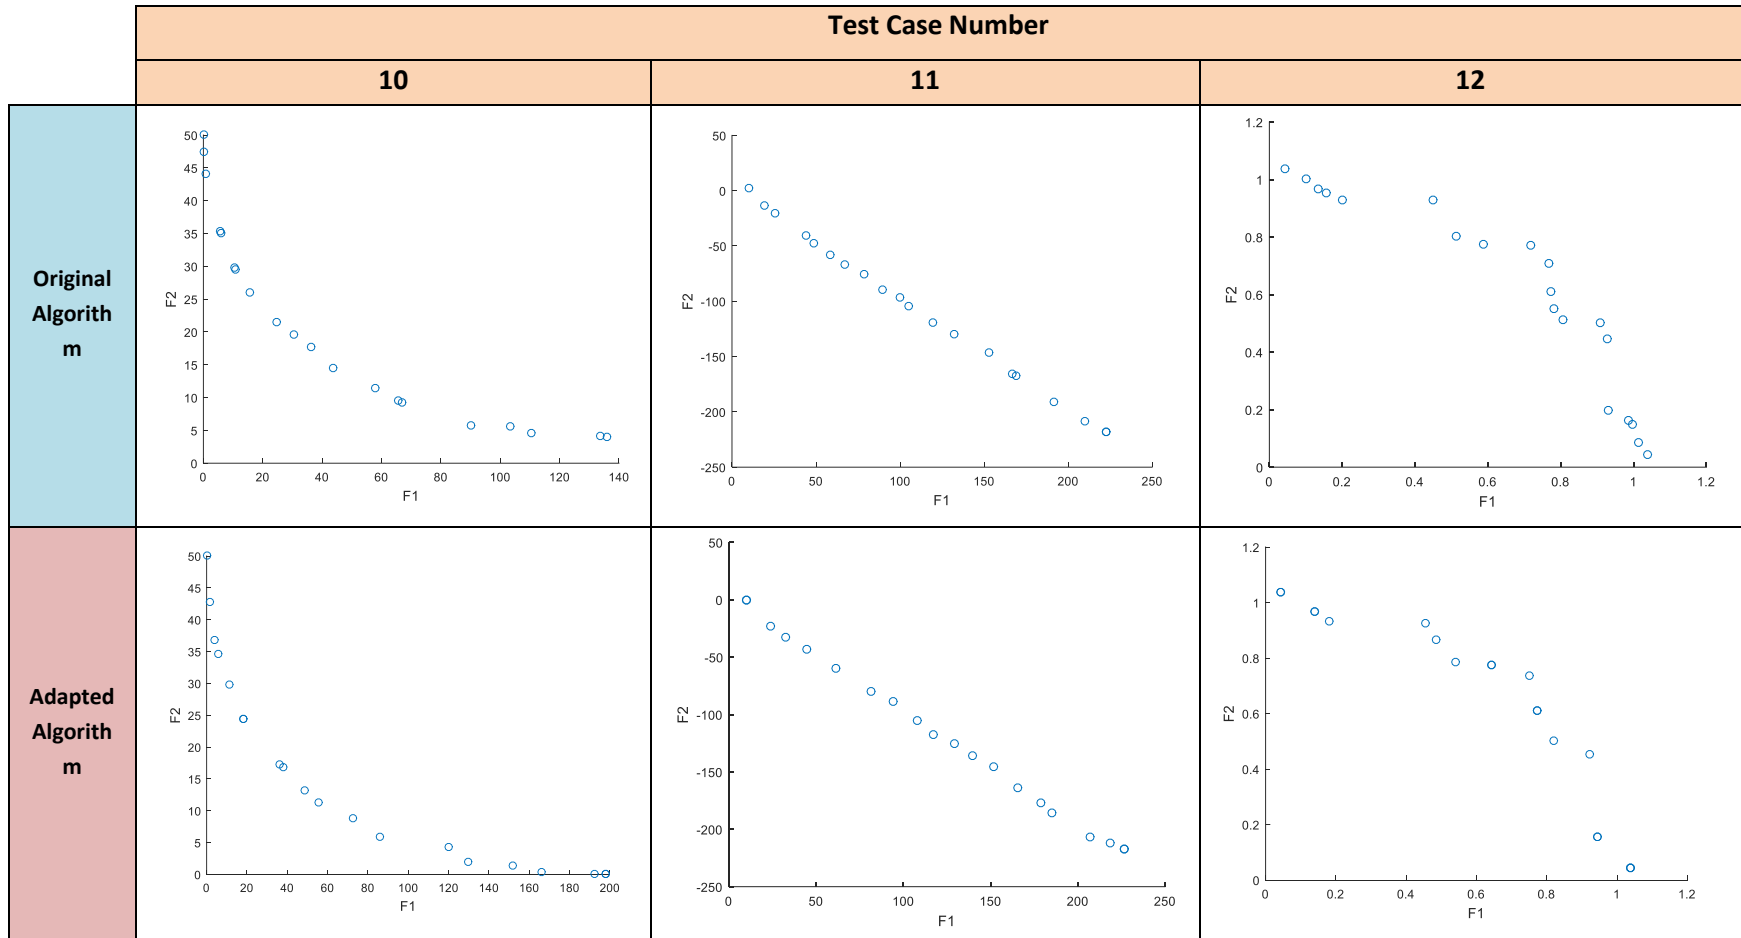 Test Case Number
10
11
12
Original
Algorith
m
50
45
40
35
30
25
20
15
10
5
0
F2
0 20 40 60 80 100 120 140
F1
50
0
-50
-100
-150
-200
-250
F2
0 50 100 150 200 250
F1
1.2
1
0.8
0.6
0.4
0.2
0
F2
0 0.2 0.4 0.6 0.8 1 1.2
F1
Adapted
Algorith
m
50
45
40
35
30
25
20
15
10
5
0
F2
0 20 40 60 80 100 120 140 160 180 200
F1
50
0
-50
-100
-150
-200
-250
F2
0 50 100 150 200 250
F1
1.2
1
0.8
0.6
0.4
0.2
0
F2
0 0.2 0.4 0.6 0.8 1 1.2
F1